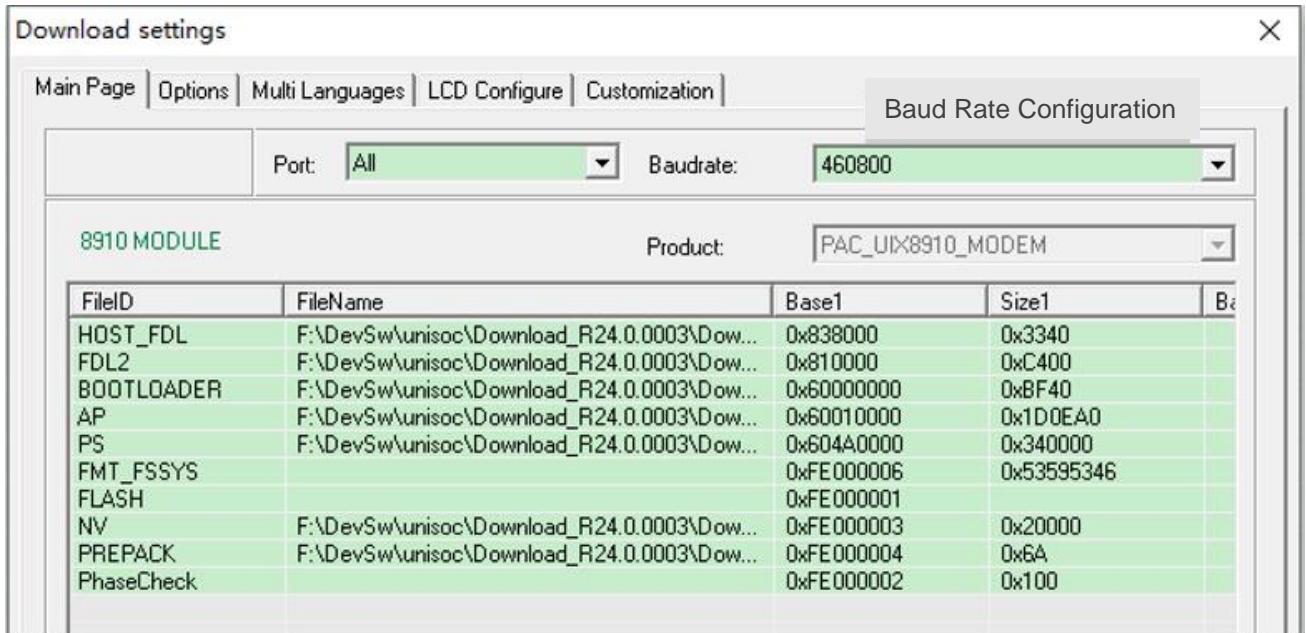 Download settings
Main Page Options Multi Languages LCD Configure Customization
Baud Rate Configuration
Port: All Baudrate: 460800
8910 MODULE Product: PAC_UIX8910_MODEM
FileID FileName Base1 Size1 Ba
HOST_FDL F:\DevSw\unisoc\Download_R24.0.0003\Dow... 0x838000 0x3340
FDL2 F:\DevSw\unisoc\Download_R24.0.0003\Dow... 0x810000 0xC400
BOOTLOADER F:\DevSw\unisoc\Download_R24.0.0003\Dow... 0x60000000 0xBF40
AP F:\DevSw\unisoc\Download_R24.0.0003\Dow... 0x60010000 0x1D0EA0
PS F:\DevSw\unisoc\Download_R24.0.0003\Dow... 0x604A0000 0x340000
FMT_FSSYS 0xFE000006 0x53595346
FLASH 0xFE000001
NV F:\DevSw\unisoc\Download_R24.0.0003\Dow... 0xFE000003 0x20000
PREPACK F:\DevSw\unisoc\Download_R24.0.0003\Dow... 0xFE000004 0x6A
PhaseCheck 0xFE000002 0x100